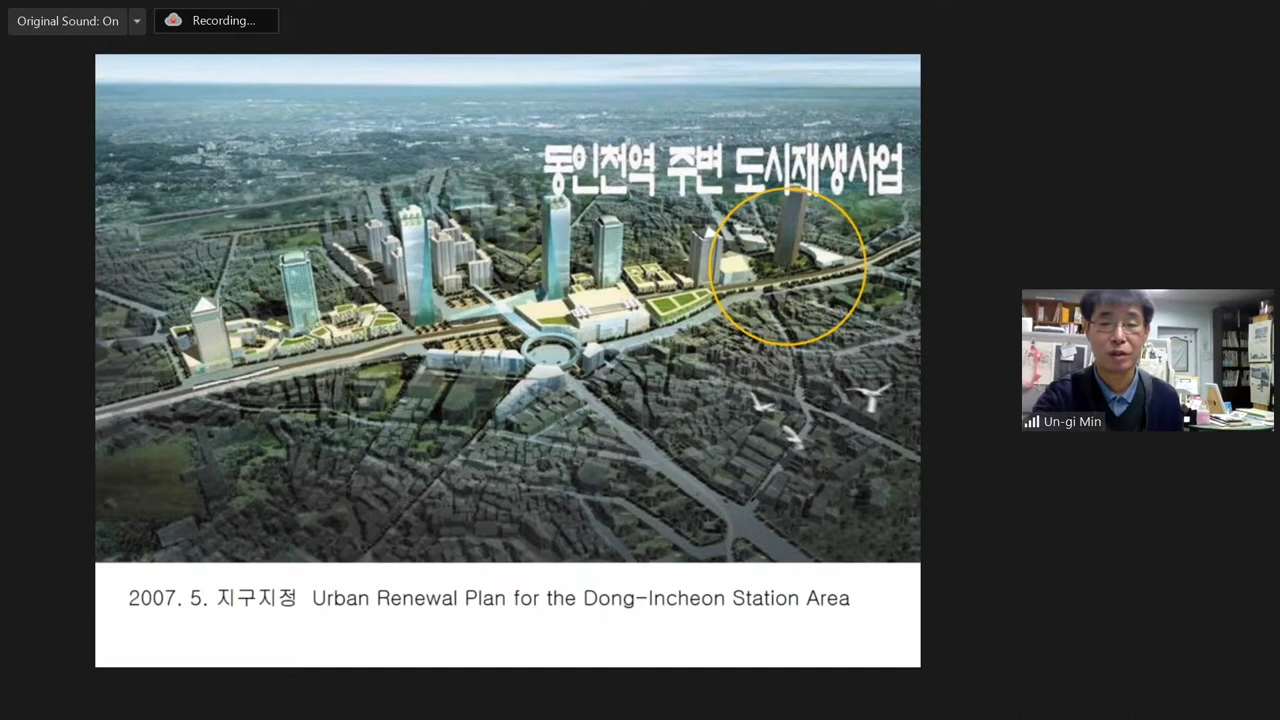 Original Sound: On
Recording...
동인천역 주변 도시재생사업
Un-gi Min
2007. 5. 지구지정 Urban Renewal Plan for the Dong-Incheon Station Area